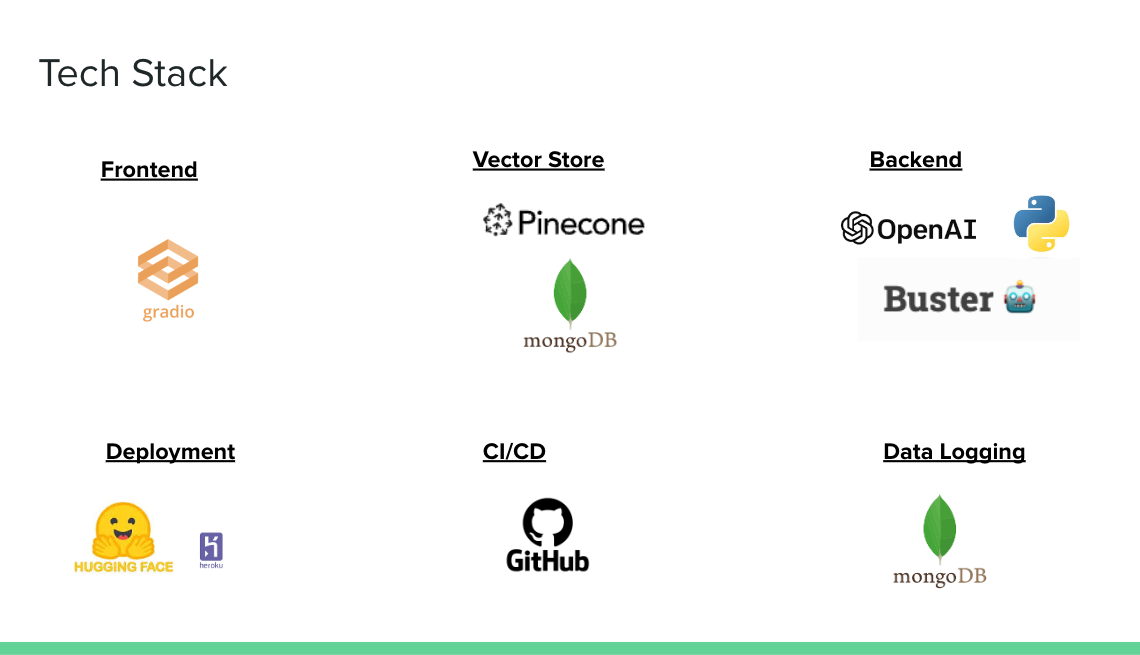 Tech Stack
Frontend
gradio
Vector Store
Pinecone
mongoDB
Backend
OpenAI
Buster
Deployment
HUGGING FACE
heroku
CI/CD
GitHub
Data Logging
mongoDB